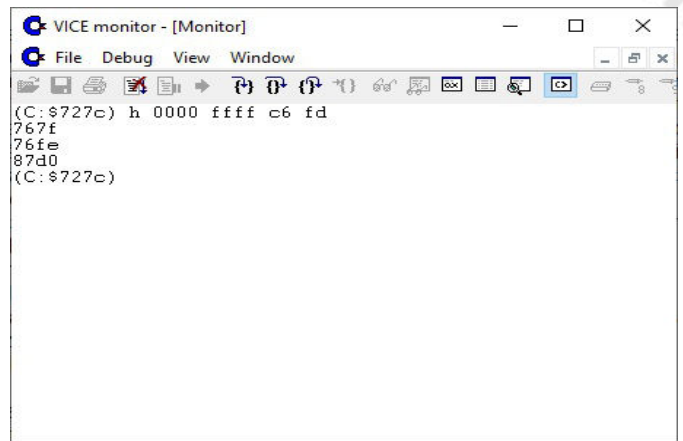 VICE monitor - [Monitor]
File Debug View Window
(C:$727c) h 0000 ffff c6 fd
767f
76fe
87d0
(C:$727c)